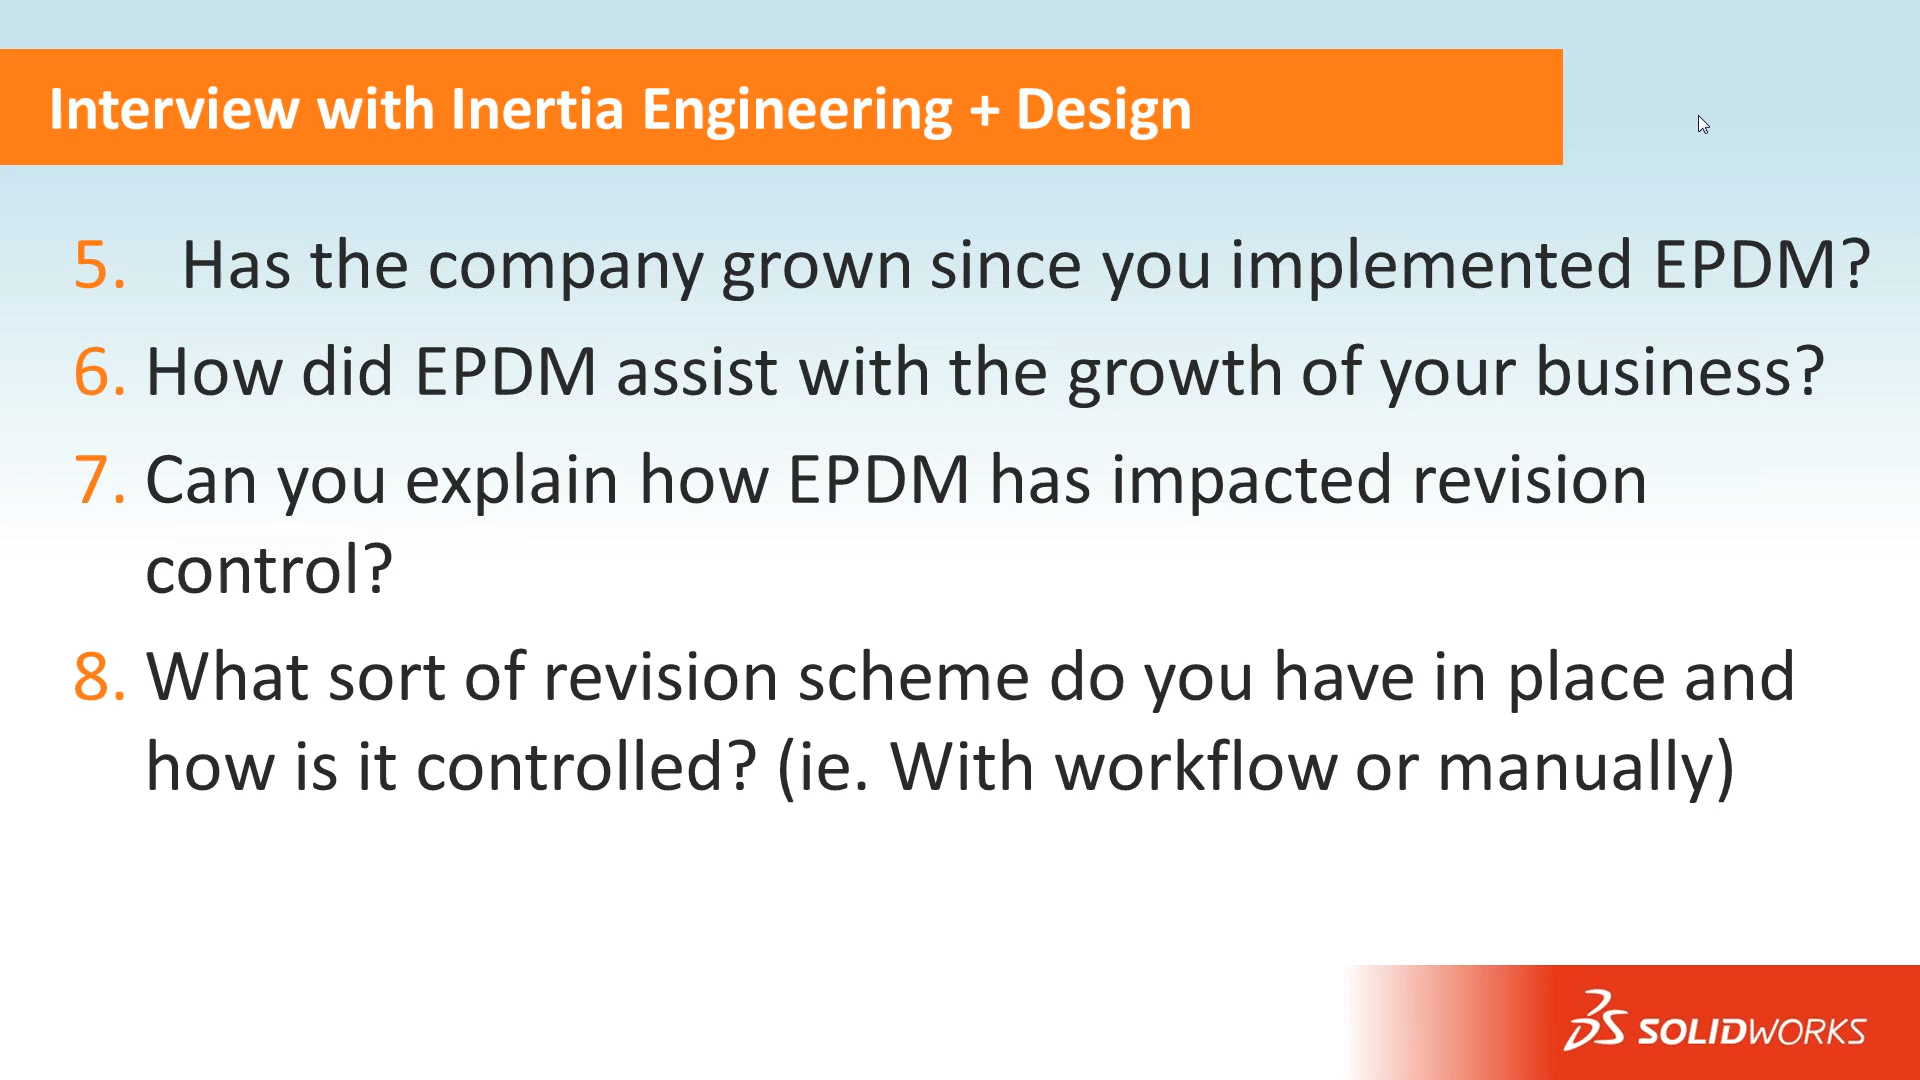 Interview with Inertia Engineering + Design
5. Has the company grown since you implemented EPDM?
6. How did EPDM assist with the growth of your business?
7. Can you explain how EPDM has impacted revision
control?
8. What sort of revision scheme do you have in place and
how is it controlled? (ie. With workflow or manually)
SOLIDWORKS